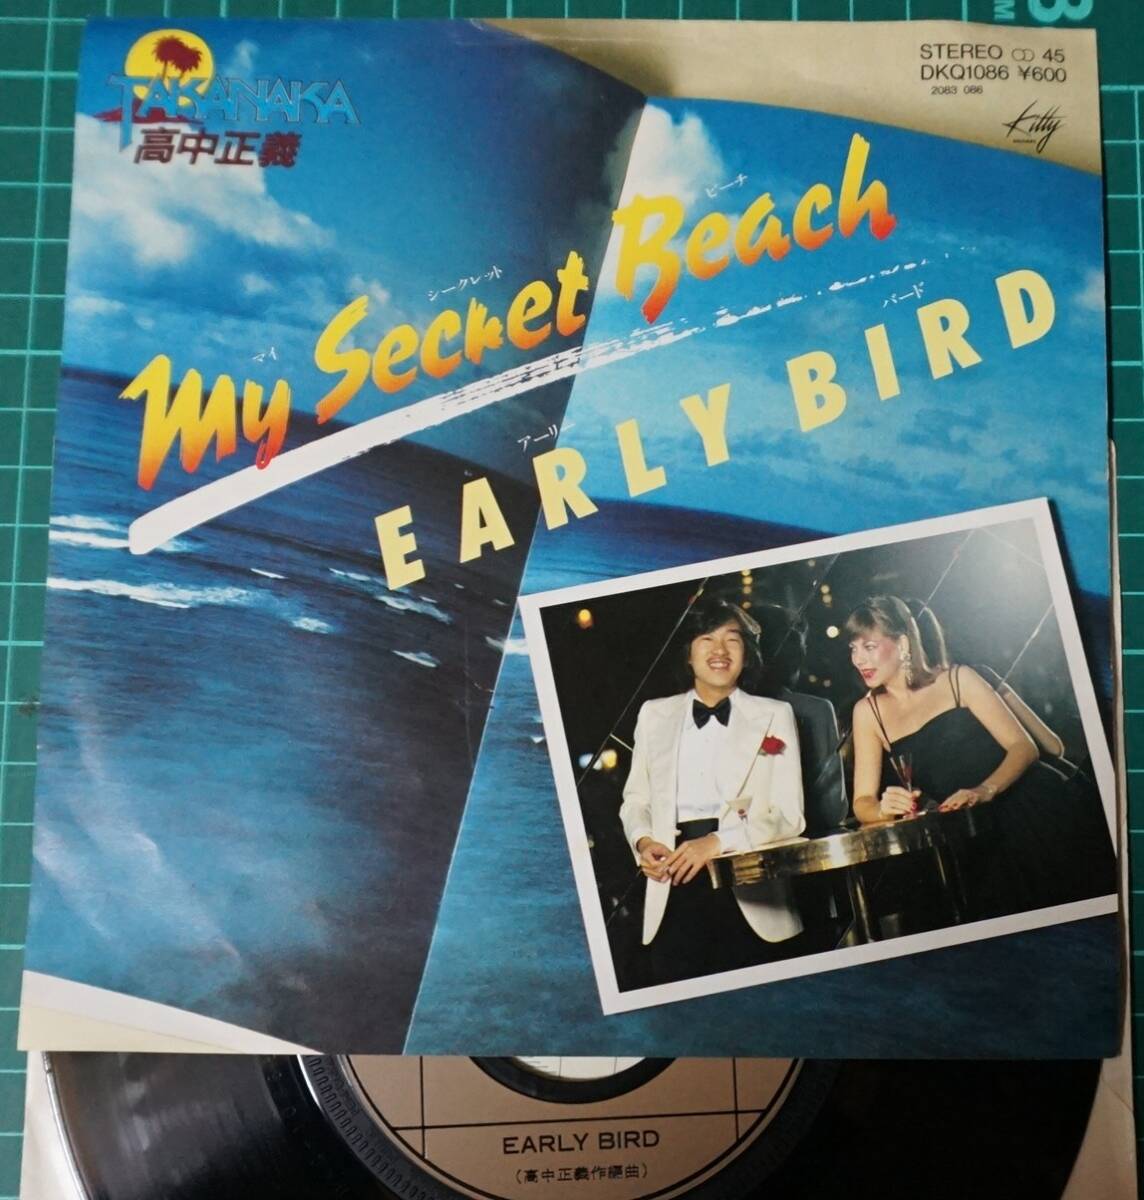 TAKANAKA
高中正義
STEREO ○○ 45
DKQ1086 ¥600
2083 086
Kitty
マイ シークレット ビーチ
My Secret Beach
アーリー バード
EARLY BIRD
EARLY BIRD
(高中正義作編曲)